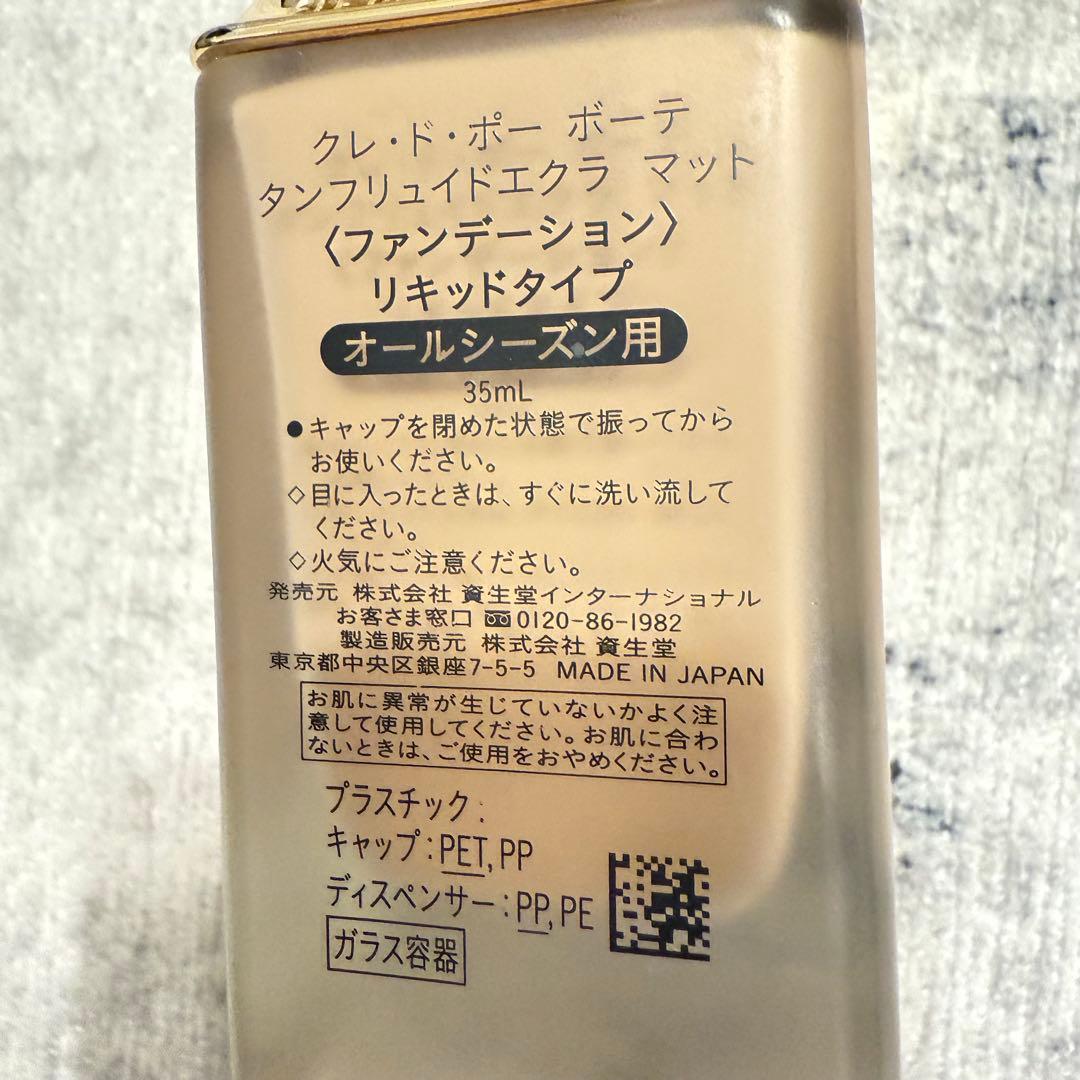 クレ・ド・ポー ボーテ
タンフリュイドエクラ マット
〈ファンデーション〉
リキッドタイプ
オールシーズン用
35mL
●キャップを閉めた状態で振ってから
お使いください。
◇目に入ったときは、すぐに洗い流して
ください。
◇火気にご注意ください。
発売元 株式会社 資生堂インターナショナル
お客さま窓口 0120-86-1982
製造販売元 株式会社 資生堂
東京都中央区銀座7-5-5 MADE IN JAPAN
お肌に異常が生じていないかよく注
意して使用してください。お肌に合わ
ないときは、ご使用をおやめください。
プラスチック:
キャップ:PET,PP
ディスペンサー:PP,PE
ガラス容器